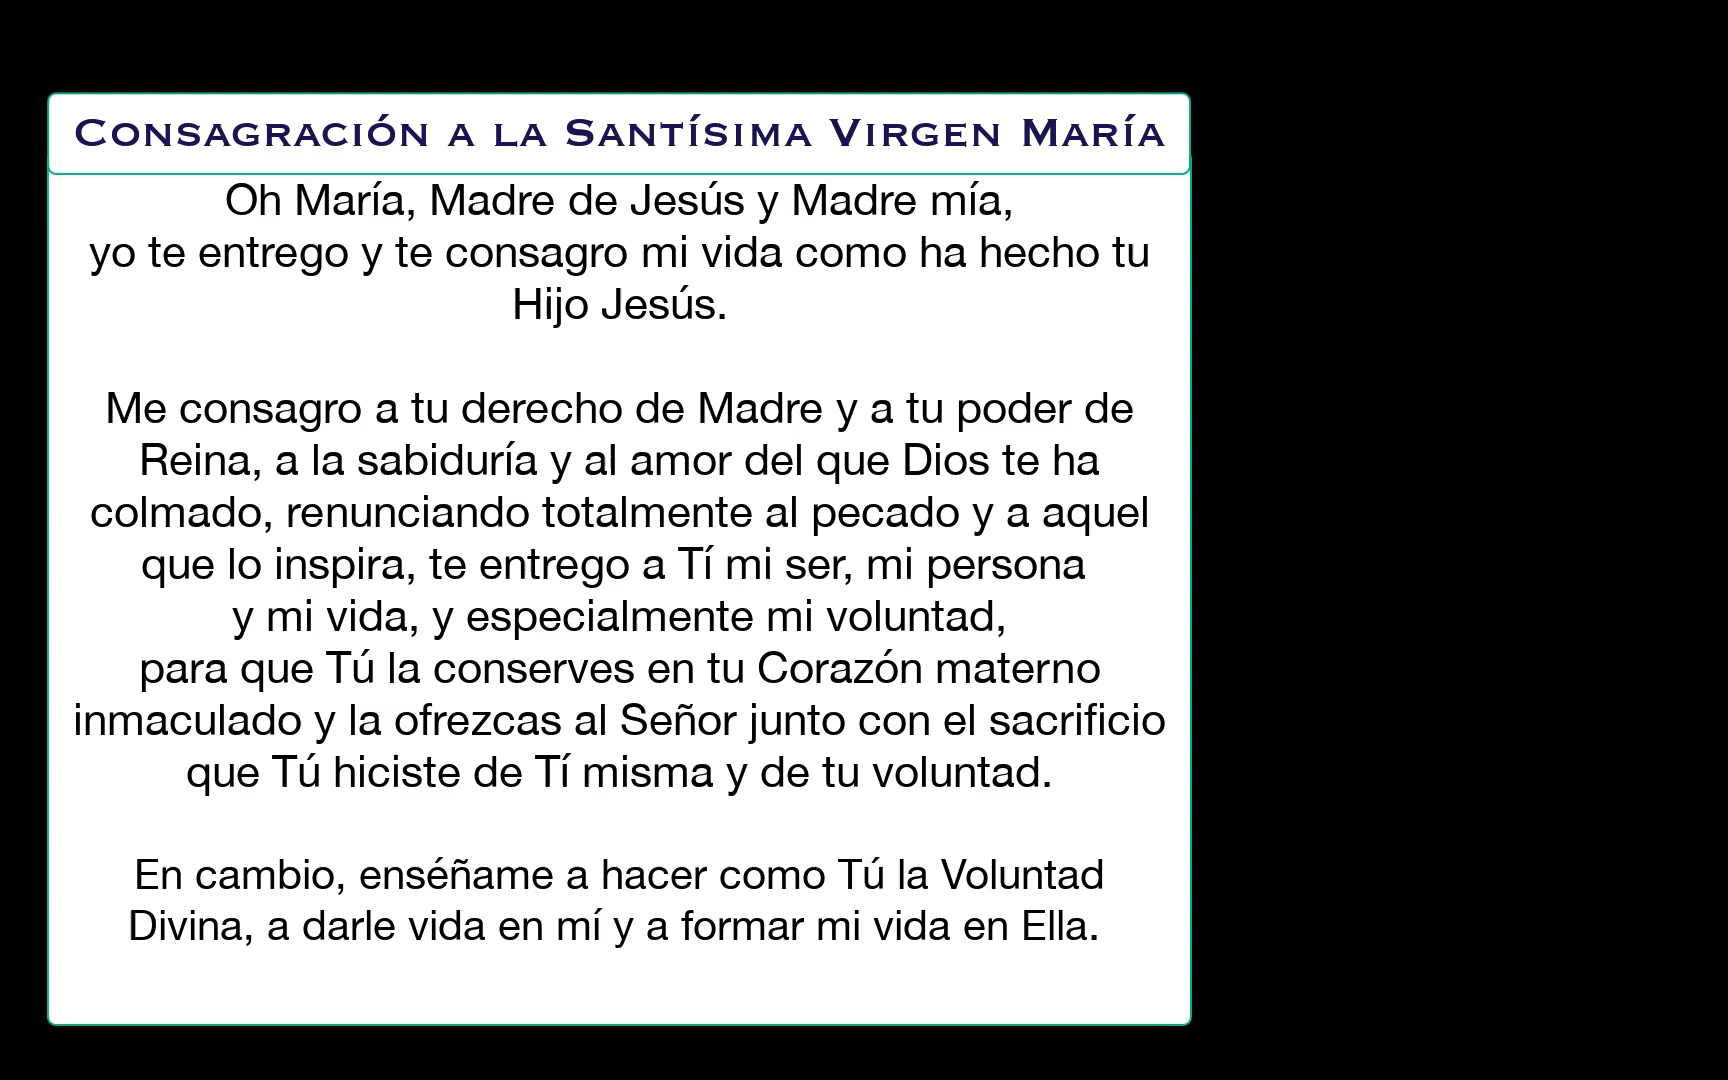 Consagración a la Santísima Virgen María
Oh María, Madre de Jesús y Madre mía,
yo te entrego y te consagro mi vida como ha hecho tu
Hijo Jesús.
Me consagro a tu derecho de Madre y a tu poder de
Reina, a la sabiduría y al amor del que Dios te ha
colmado, renunciando totalmente al pecado y a aquel
que lo inspira, te entrego a Tí mi ser, mi persona
y mi vida, y especialmente mi voluntad,
para que Tú la conserves en tu Corazón materno
inmaculado y la ofrezcas al Señor junto con el sacrificio
que Tú hiciste de Tí misma y de tu voluntad.
En cambio, enséñame a hacer como Tú la Voluntad
Divina, a darle vida en mí y a formar mi vida en Ella.